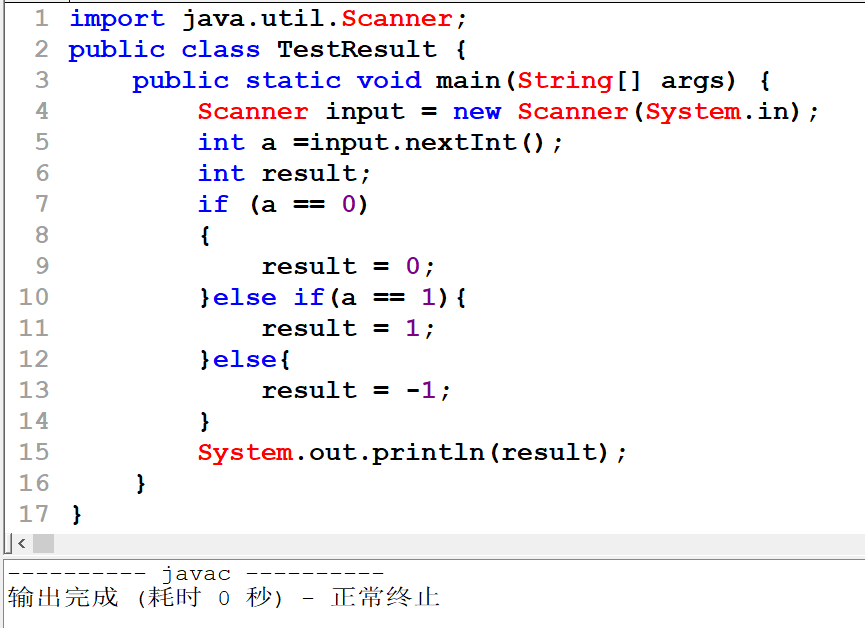 1 import java.util.Scanner;
2 public class TestResult {
3     public static void main(String[] args) {
4         Scanner input = new Scanner(System.in);
5         int a =input.nextInt();
6         int result;
7         if (a == 0)
8         {
9             result = 0;
10         }else if(a == 1){
11             result = 1;
12         }else{
13             result = -1;
14         }
15         System.out.println(result);
16     }
17 }
---------- javac ----------
输出完成 (耗时 0 秒) - 正常终止